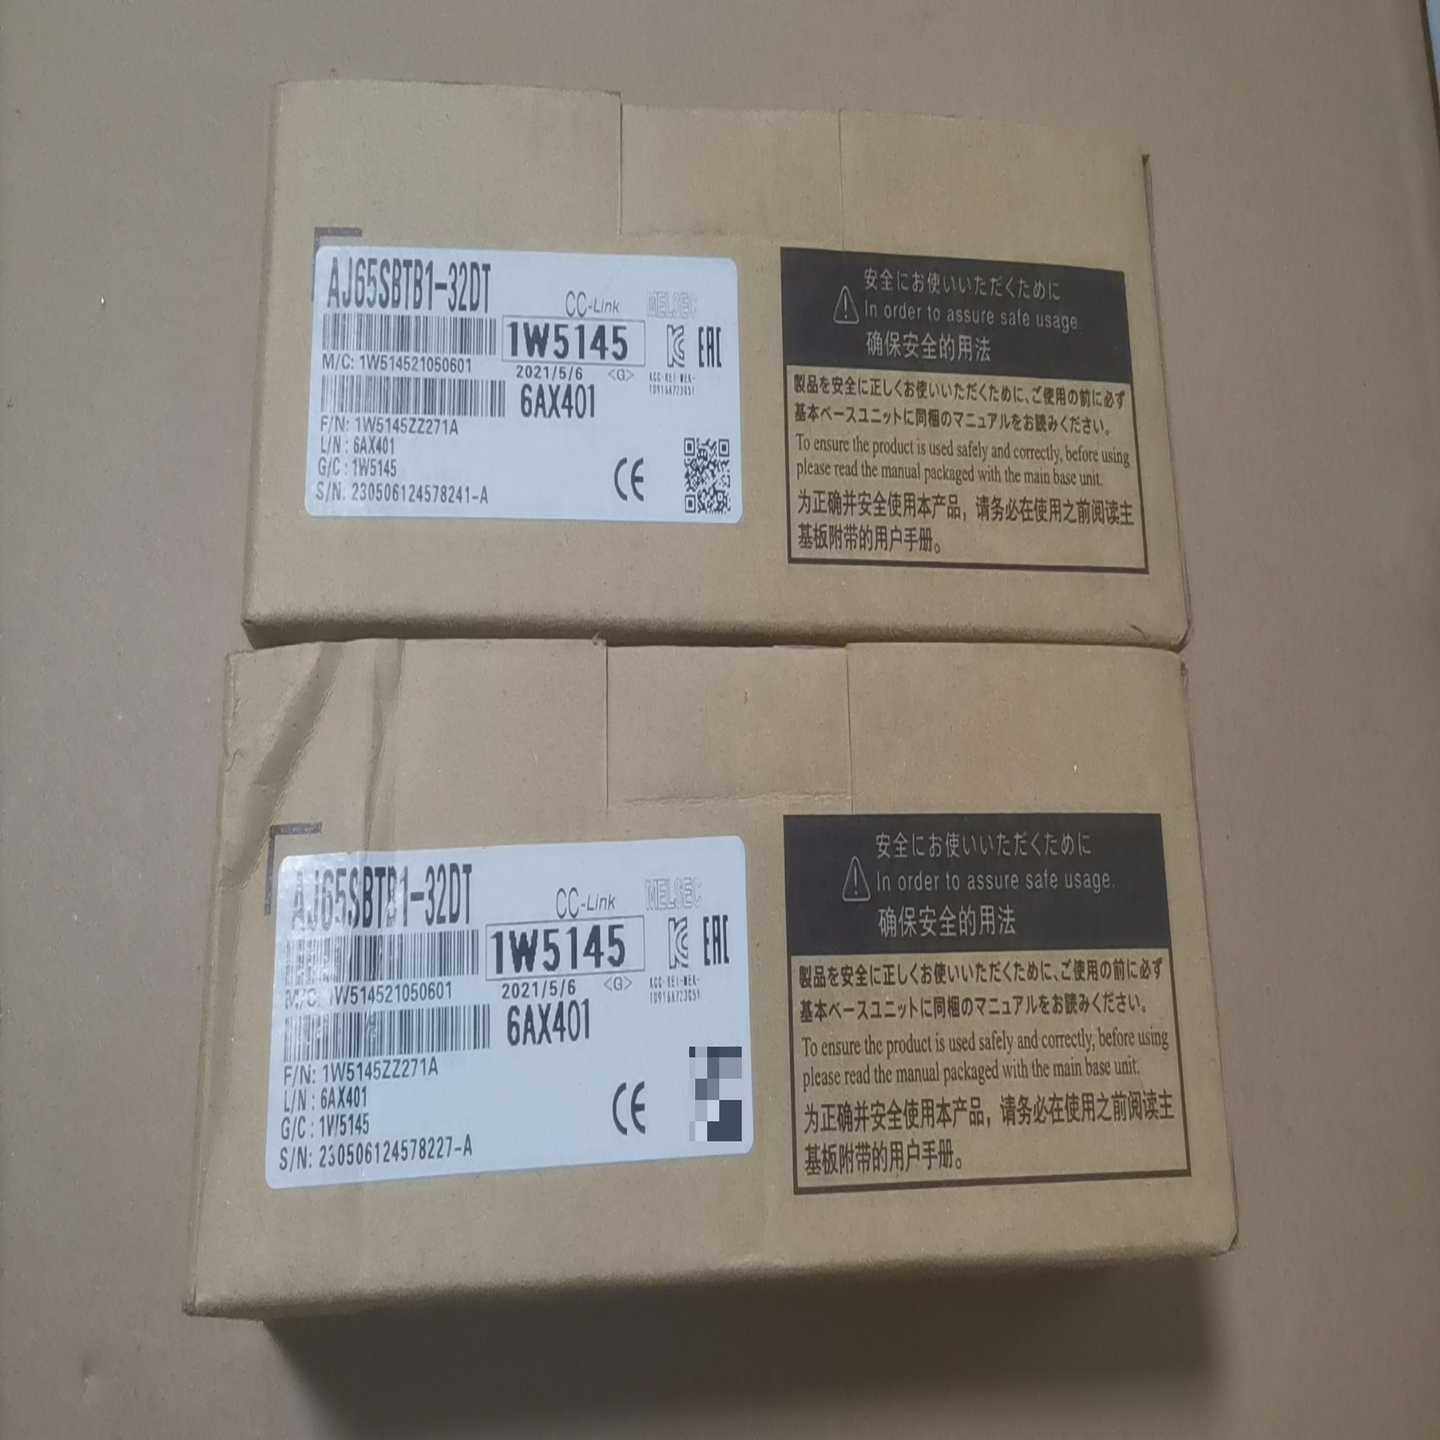 AJ65SBTB1-32DT
CC-Link
MELSEC
1W5145
M/C: 1W514521050601
2021/5/6
<G>
6AX401
EAC
F/N: 1W5145ZZ271A
L/N : 6AX401
G/C : 1W5145
S/N. 230506124578241-A
CE
安全にお使いいただくために
In order to assure safe usage.
确保安全的用法
製品を安全に正しくお使いいただくために、ご使用の前に必ず
基本ベースユニットに同梱のマニュアルをお読みください。
To ensure the product is used safely and correctly, before using
please read the manual packaged with the main base unit.
为正确并安全使用本产品，请务必在使用之前阅读主
基板附带的用户手册。
AJ65SBTB1-32DT
CC-Link
MELSEC
1W5145
M/C: 1W514521050601
2021/5/6
<G>
6AX401
EAC
F/N: 1W5145ZZ271A
L/N : 6AX401
G/C : 1W5145
S/N: 230506124578227-A
CE
安全にお使いいただくために
In order to assure safe usage.
确保安全的用法
製品を安全に正しくお使いいただくために、ご使用の前に必ず
基本ベースユニットに同梱のマニュアルをお読みください。
To ensure the product is used safely and correctly, before using
please read the manual packaged with the main base unit.
为正确并安全使用本产品，请务必在使用之前阅读主
基板附带的用户手册。